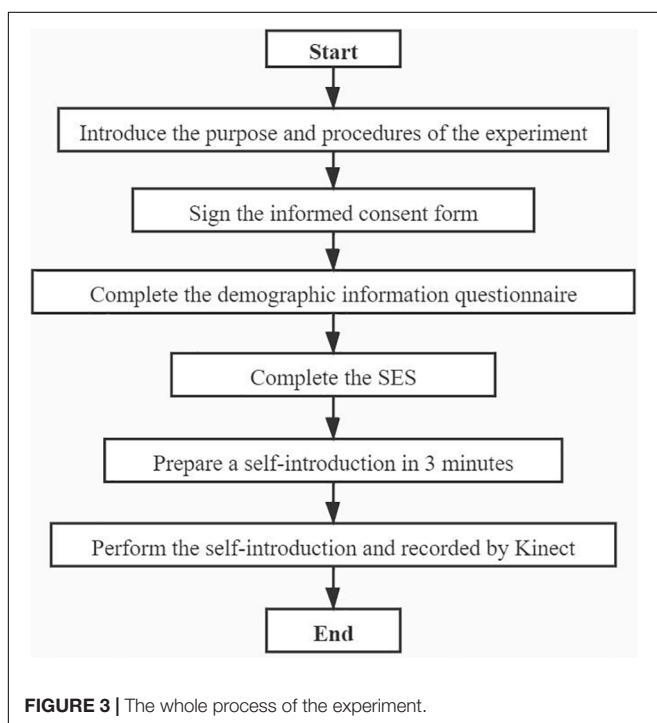 Start
Introduce the purpose and procedures of the experiment
Sign the informed consent form
Complete the demographic information questionnaire
Complete the SES
Prepare a self-introduction in 3 minutes
Perform the self-introduction and recorded by Kinect
End
FIGURE 3 | The whole process of the experiment.